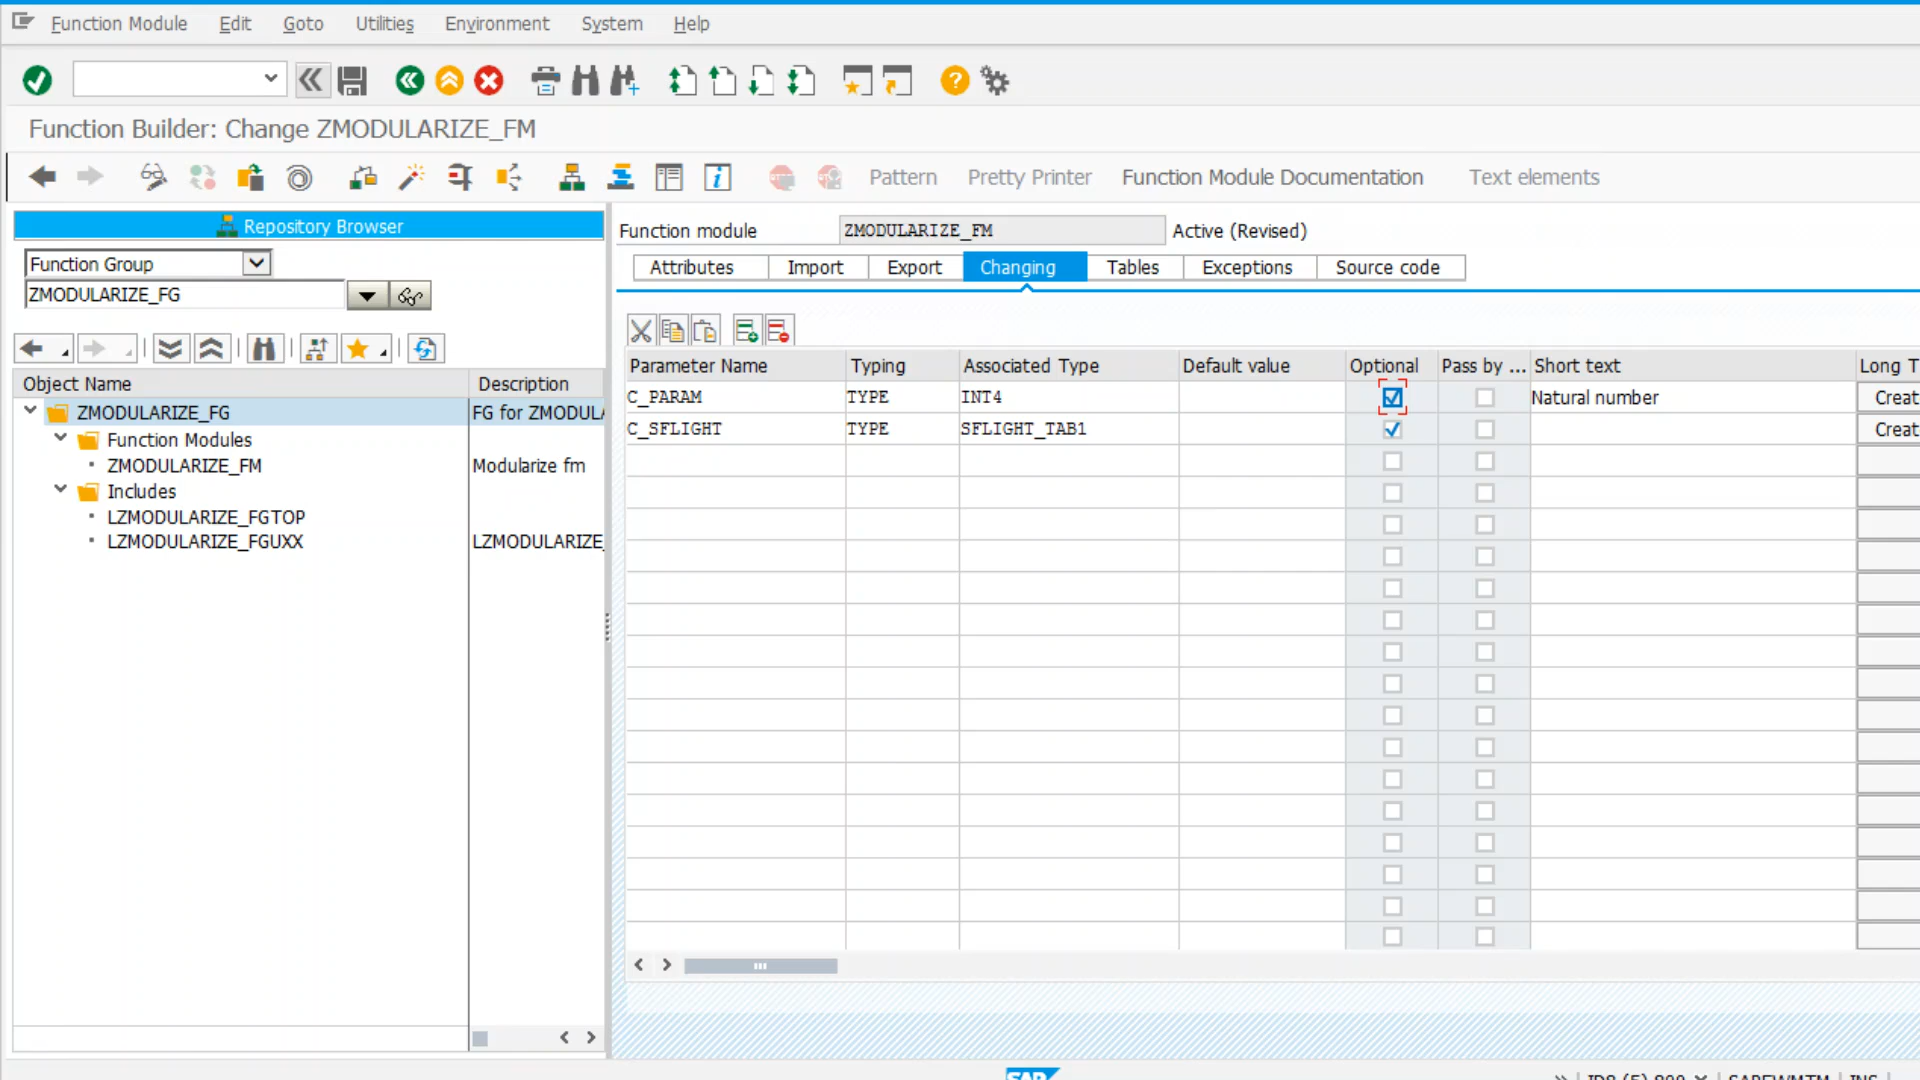 Function Module Edit Goto Utilities Environment System Help
Function Builder: Change ZMODULARIZE_FM
Pattern Pretty Printer Function Module Documentation Text elements
Repository Browser
Function Group
ZMODULARIZE_FG
Object Name Description
ZMODULARIZE_FG FG for ZMODUL
Function Modules
ZMODULARIZE_FM Modularize fm
Includes
LZMODULARIZE_FGTOP
LZMODULARIZE_FGUXX LZMODULARIZE_
Function module ZMODULARIZE_FM Active (Revised)
Attributes Import Export Changing Tables Exceptions Source code
Parameter Name Typing Associated Type Default value Optional Pass by ... Short text Long T
C_PARAM TYPE INT4 Natural number Creat
C_SFLIGHT TYPE SFLIGHT_TAB1 Creat
SAP